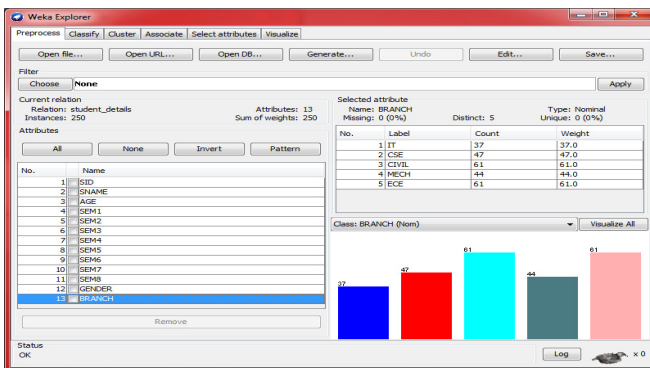 Weka Explorer
Preprocess Classify Cluster Associate Select attributes Visualize
Open file... Open URL... Open DB... Generate... Undo Edit... Save...
Filter
Choose None Apply
Current relation
Relation: student_details Attributes: 13
Instances: 250 Sum of weights: 250
Attributes
All None Invert Pattern
No. Name
1 SID
2 SNAME
3 AGE
4 SEM1
5 SEM2
6 SEM3
7 SEM4
8 SEM5
9 SEM6
10 SEM7
11 SEM8
12 GENDER
13 BRANCH
Remove
Selected attribute
Name: BRANCH Type: Nominal
Missing: 0 (0%) Distinct: 5 Unique: 0 (0%)
No. Label Count Weight
1 IT 37 37.0
2 CSE 47 47.0
3 CIVIL 61 61.0
4 MECH 44 44.0
5 ECE 61 61.0
Class: BRANCH (Nom) Visualize All
37 47 61 44 61
Status
OK
Log x 0